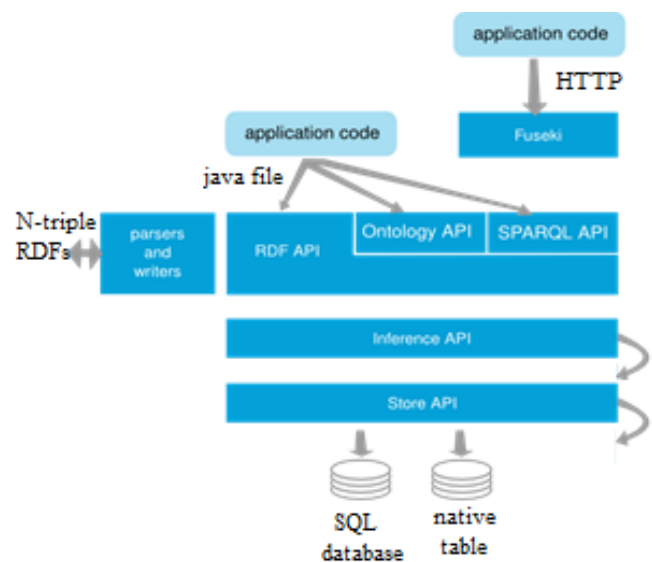 application code
HTTP
Fuseki
application code
java file
N-triple
RDFs
parsers
and
writers
RDF API
Ontology API
SPARQL API
Inference API
Store API
SQL
database
native
table